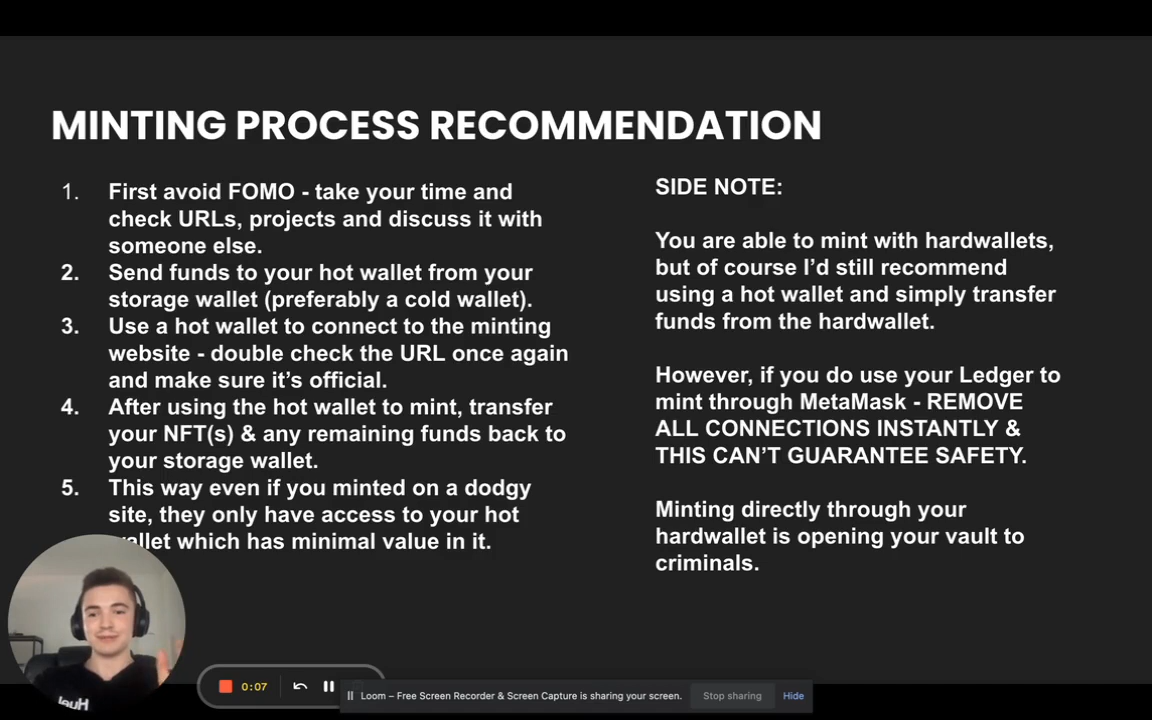 MINTING PROCESS RECOMMENDATION
1. First avoid FOMO - take your time and
check URLs, projects and discuss it with
someone else.
2. Send funds to your hot wallet from your
storage wallet (preferably a cold wallet).
3. Use a hot wallet to connect to the minting
website - double check the URL once again
and make sure it’s official.
4. After using the hot wallet to mint, transfer
your NFT(s) & any remaining funds back to
your storage wallet.
5. This way even if you minted on a dodgy
site, they only have access to your hot
wallet which has minimal value in it.
SIDE NOTE:
You are able to mint with hardwallets,
but of course I’d still recommend
using a hot wallet and simply transfer
funds from the hardwallet.
However, if you do use your Ledger to
mint through MetaMask - REMOVE
ALL CONNECTIONS INSTANTLY &
THIS CAN’T GUARANTEE SAFETY.
Minting directly through your
hardwallet is opening your vault to
criminals.
Huel
0:07
Loom – Free Screen Recorder & Screen Capture is sharing your screen.
Stop sharing
Hide